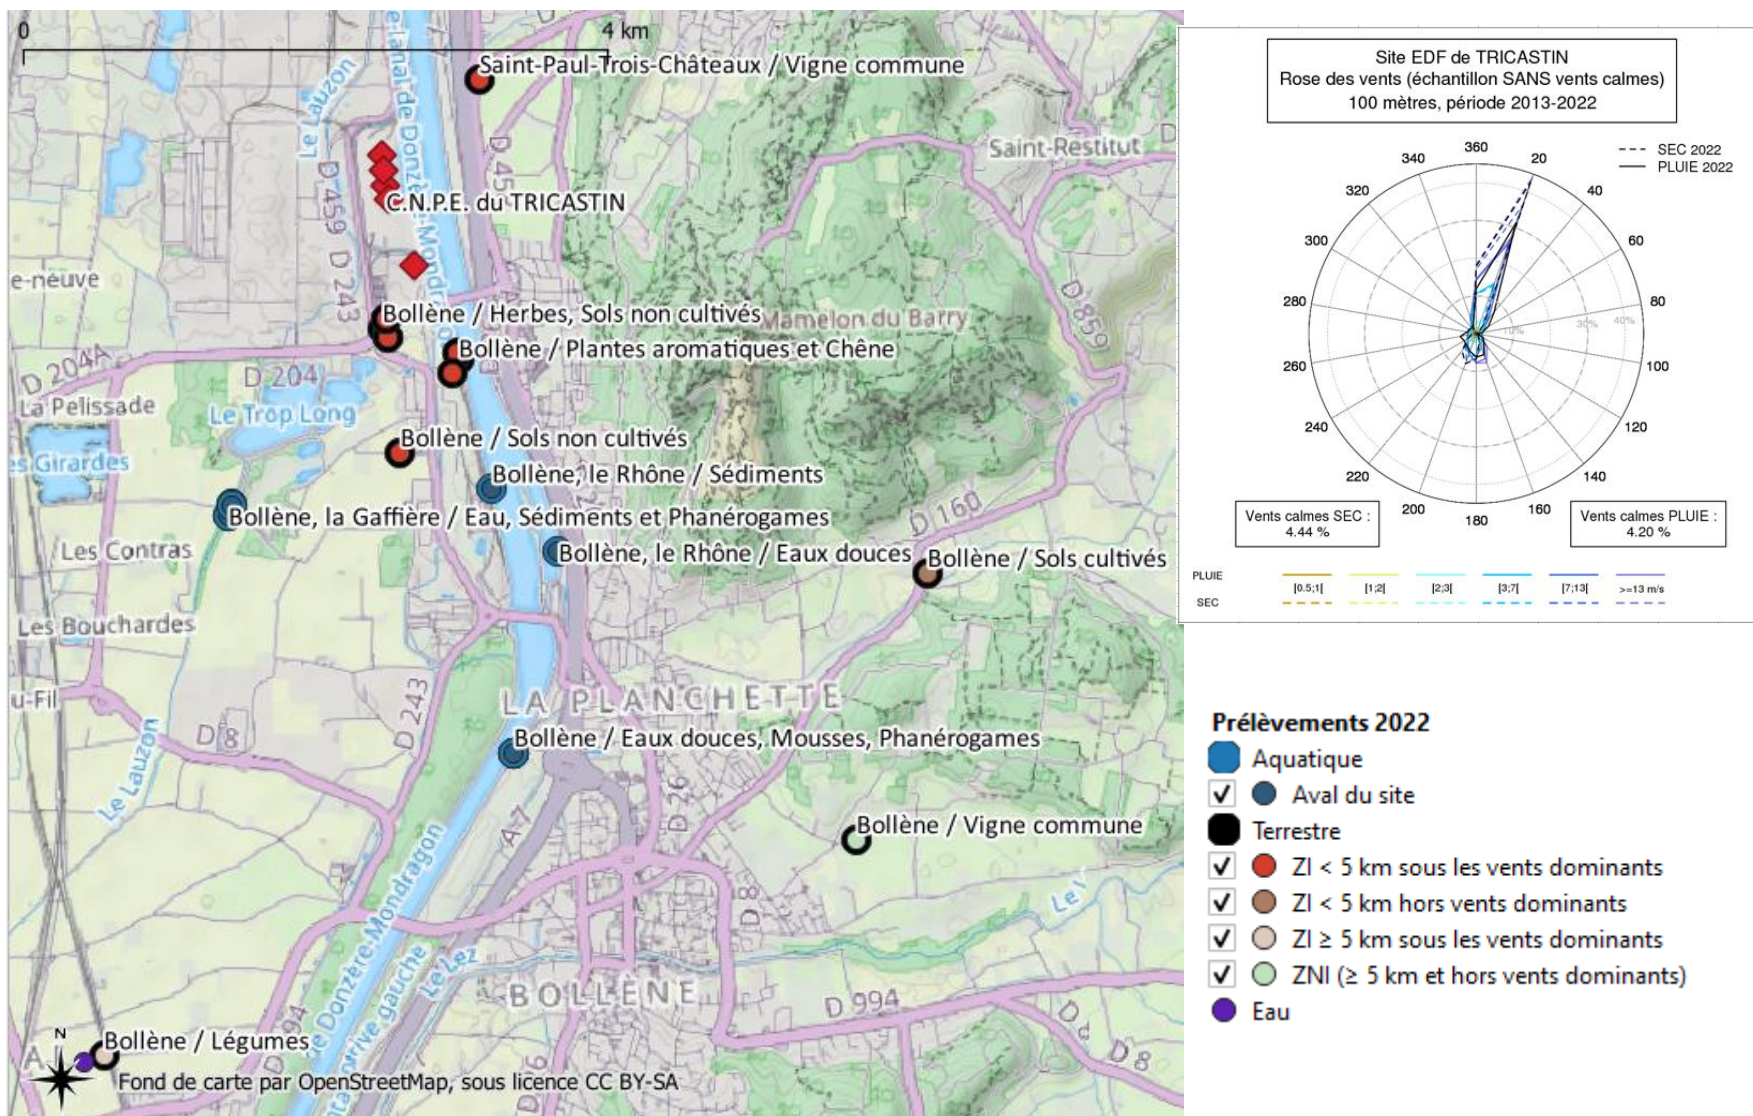 0
4 km
Saint-Paul-Trois-Châteaux / Vigne commune
Le Lauzon
Saint-Restitut
D 459
C.N.P.E. du TRICASTIN
D 243
e-neuve
D 859
Bollène / Herbes, Sols non cultivés
Mamelon du Barry
Bollène / Plantes aromatiques et Chêne
D 204A
D 204
La Pelissade
Le Trop Long
Bollène / Sols non cultivés
es Girardes
Bollène, le Rhône / Sédiments
D 160
Bollène, la Gaffière / Eau, Sédiments et Phanérogames
Les Contras
Bollène, le Rhône / Eaux douces
Bollène / Sols cultivés
Les Bouchardes
u-Fil
D 243
LA PLANCHETTE
D 8
Bollène / Eaux douces, Mousses, Phanérogames
Le Lauzon
A 7
D 26
Bollène / Vigne commune
D 8
Le Donzère-Mondragon
Le Lez
BOLLÈNE
D 994
D 8
N
Bollène / Légumes
Fond de carte par OpenStreetMap, sous licence CC BY-SA
Site EDF de TRICASTIN
Rose des vents (échantillon SANS vents calmes)
100 mètres, période 2013-2022
SEC 2022
PLUIE 2022
360
20
40
60
80
100
120
140
160
180
200
220
240
260
280
300
320
340
10%
30%
40%
Vents calmes SEC :
4.44 %
Vents calmes PLUIE :
4.20 %
PLUIE
[0.5;1[
[1;2[
[2;3[
[3;7[
[7;13[
>=13 m/s
SEC
Prélèvements 2022
Aquatique
Aval du site
Terrestre
ZI < 5 km sous les vents dominants
ZI < 5 km hors vents dominants
ZI ≥ 5 km sous les vents dominants
ZNI (≥ 5 km et hors vents dominants)
Eau